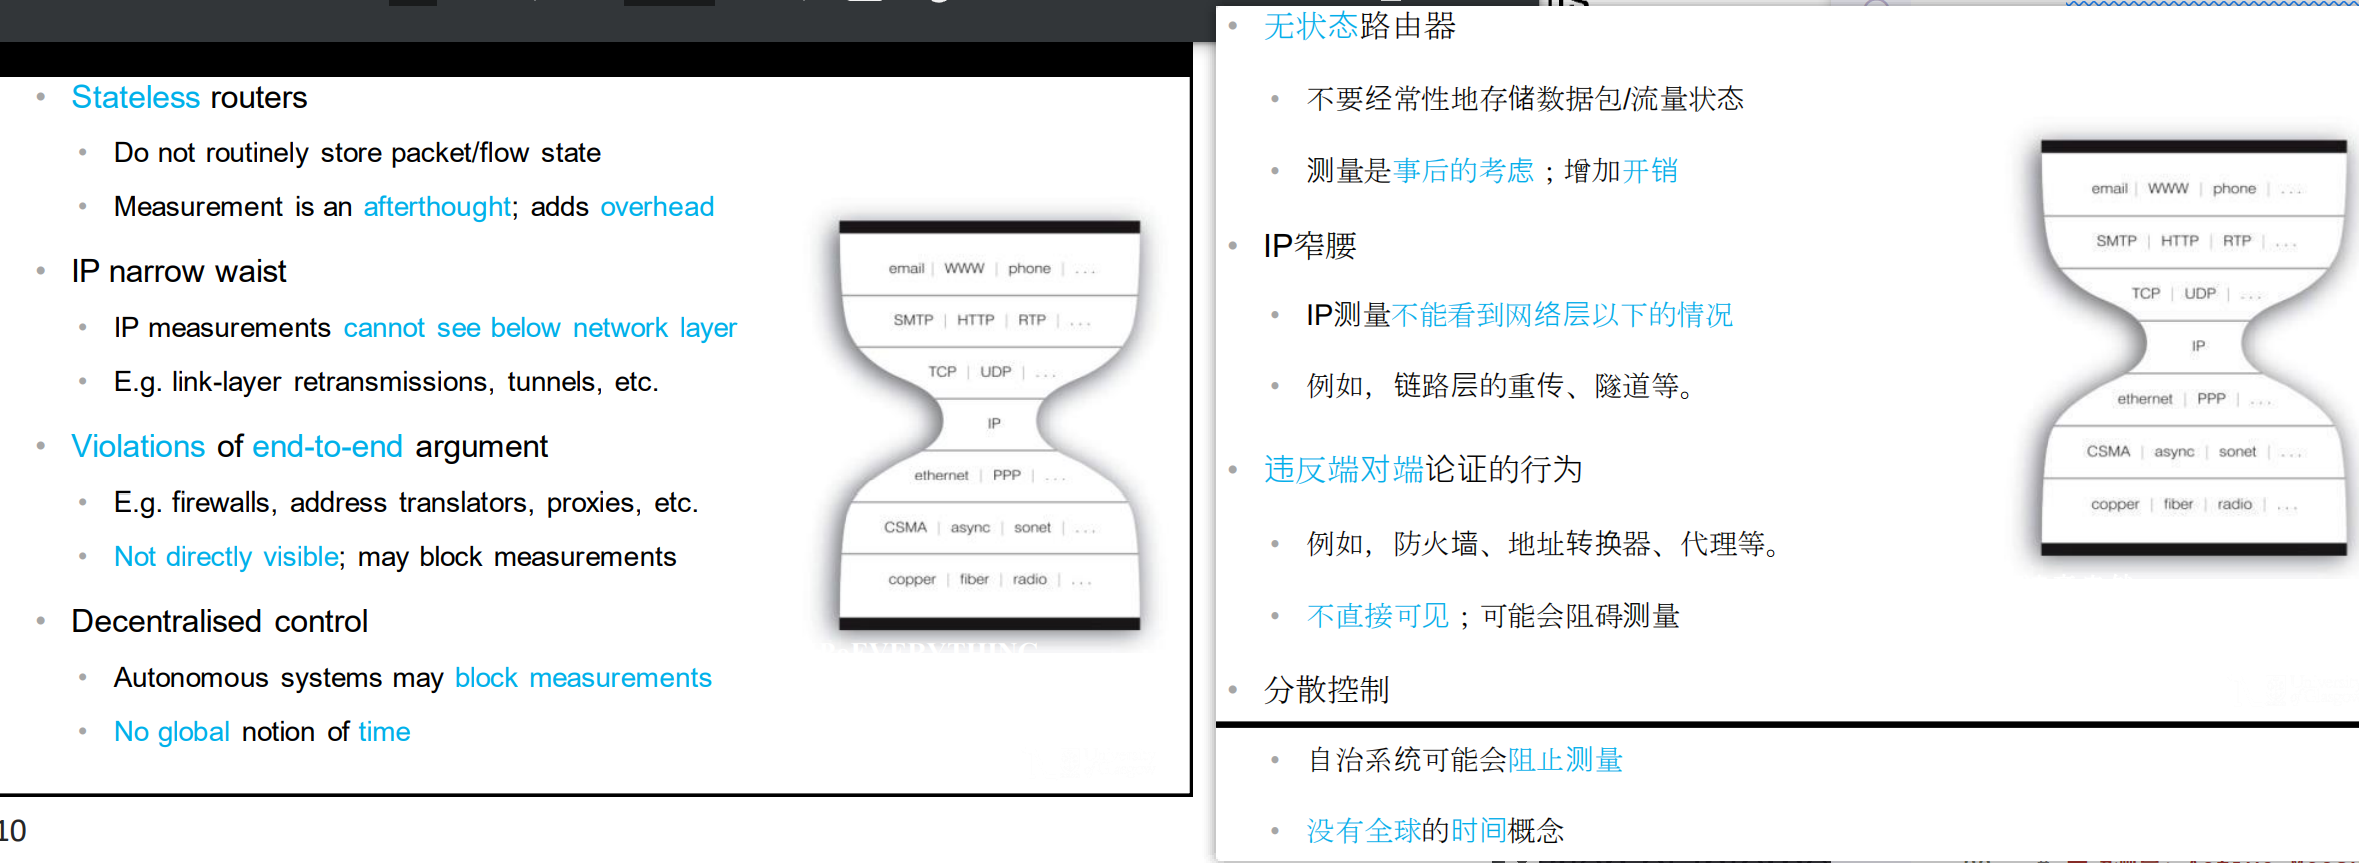 Stateless routers
Do not routinely store packet/flow state
Measurement is an afterthought; adds overhead
IP narrow waist
IP measurements cannot see below network layer
E.g. link-layer retransmissions, tunnels, etc.
Violations of end-to-end argument
E.g. firewalls, address translators, proxies, etc.
Not directly visible; may block measurements
Decentralised control
Autonomous systems may block measurements
No global notion of time
email | WWW | phone | ...
SMTP | HTTP | RTP | ...
TCP | UDP | ...
IP
ethernet | PPP | ...
CSMA | async | sonet | ...
copper | fiber | radio | ...
10
无状态路由器
不要经常性地存储数据包/流量状态
测量是事后的考虑；增加开销
IP窄腰
IP测量不能看到网络层以下的情况
例如，链路层的重传、隧道等。
违反端对端论证的行为
例如，防火墙、地址转换器、代理等。
不直接可见；可能会阻碍测量
分散控制
自治系统可能会阻止测量
没有全球的时间概念
email | WWW | phone | ...
SMTP | HTTP | RTP | ...
TCP | UDP | ...
IP
ethernet | PPP | ...
CSMA | async | sonet | ...
copper | fiber | radio | ...